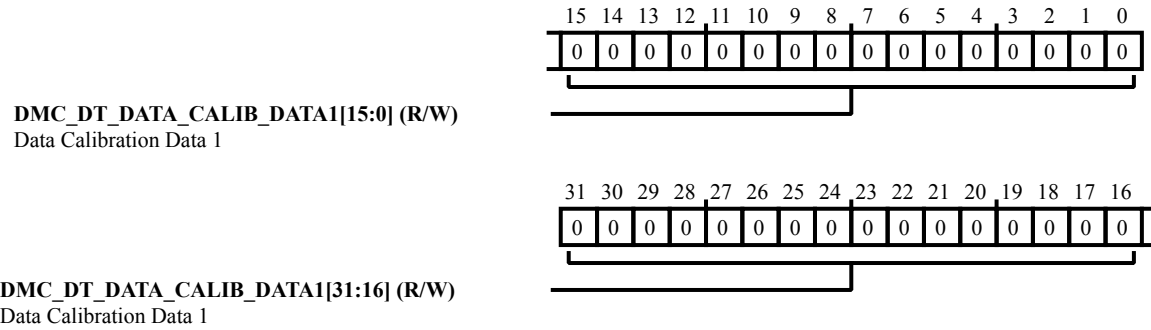 15 14 13 12 11 10 9 8 7 6 5 4 3 2 1 0
0 0 0 0 0 0 0 0 0 0 0 0 0 0 0 0
DMC_DT_DATA_CALIB_DATA1[15:0] (R/W)
Data Calibration Data 1
31 30 29 28 27 26 25 24 23 22 21 20 19 18 17 16
0 0 0 0 0 0 0 0 0 0 0 0 0 0 0 0
DMC_DT_DATA_CALIB_DATA1[31:16] (R/W)
Data Calibration Data 1